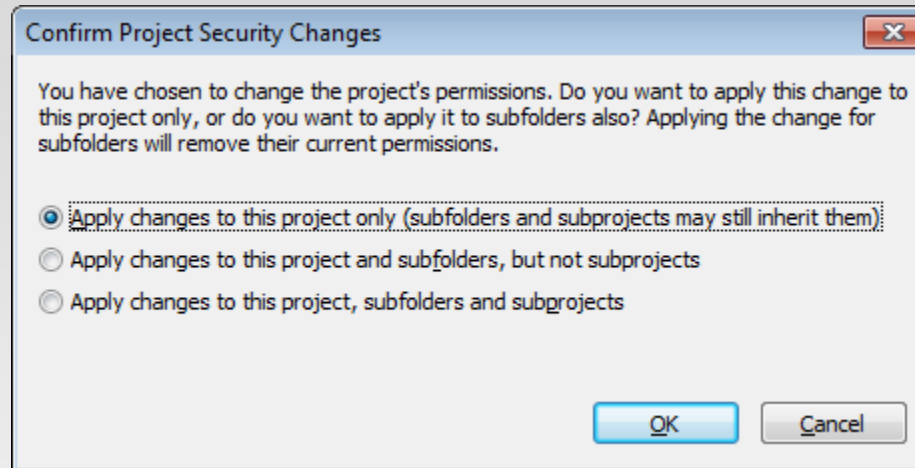 Confirm Project Security Changes
You have chosen to change the project's permissions. Do you want to apply this change to
this project only, or do you want to apply it to subfolders also? Applying the change for
subfolders will remove their current permissions.
Apply changes to this project only (subfolders and subprojects may still inherit them)
Apply changes to this project and subfolders, but not subprojects
Apply changes to this project, subfolders and subprojects
OK Cancel